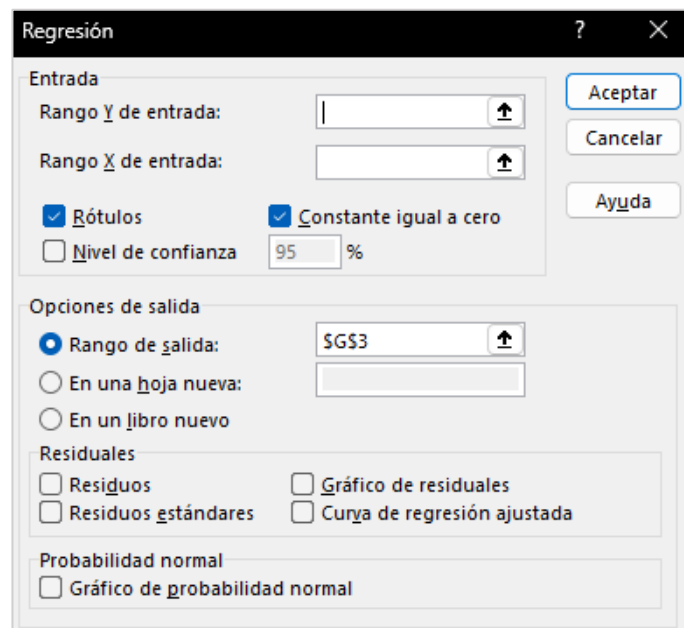 Regresión ?
Entrada
Rango Y de entrada:
Aceptar
Cancelar
Rango X de entrada:
Ayuda
Rótulos Constante igual a cero
Nivel de confianza 95 %
Opciones de salida
Rango de salida: $G$3
En una hoja nueva:
En un libro nuevo
Residuales
Residuos Gráfico de residuales
Residuos estándares Curva de regresión ajustada
Probabilidad normal
Gráfico de probabilidad normal